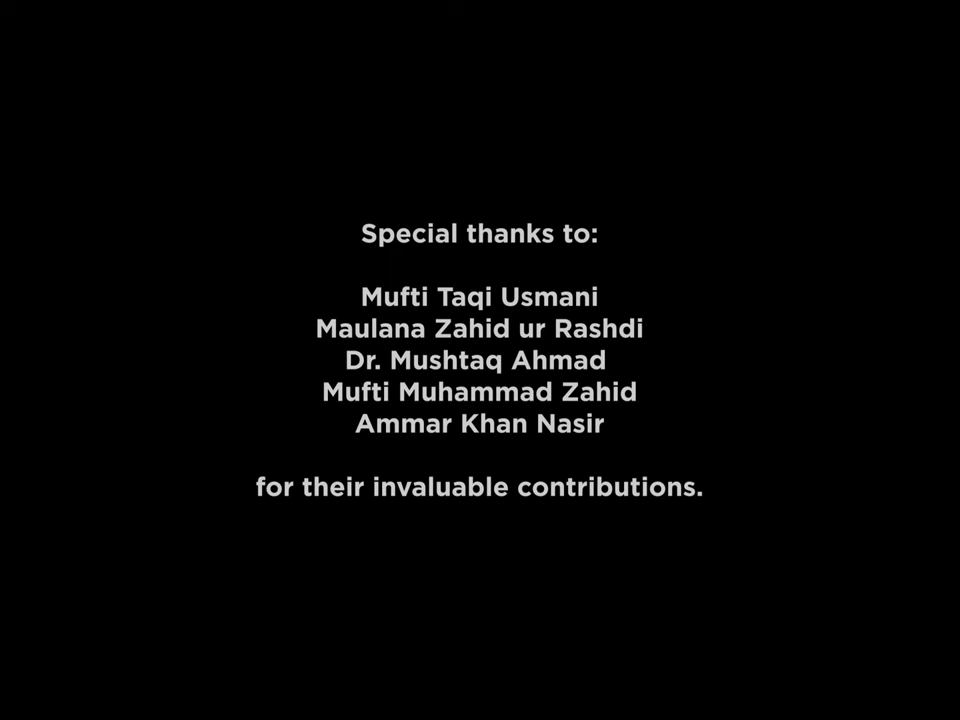 Special thanks to:
Mufti Taqi Usmani
Maulana Zahid ur Rashdi
Dr. Mushtaq Ahmad
Mufti Muhammad Zahid
Ammar Khan Nasir
for their invaluable contributions.